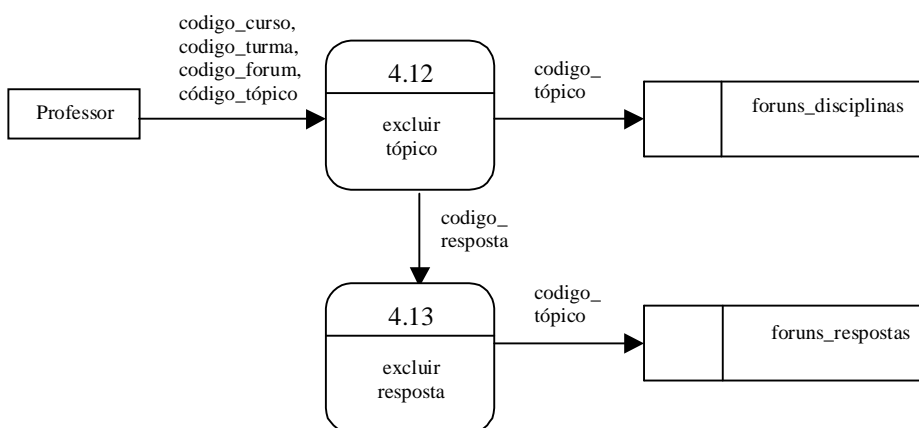 codigo_curso,
codigo_turma,
codigo_forum,
código_tópico
Professor
4.12
excluir
tópico
codigo_
tópico
foruns_disciplinas
codigo_
resposta
4.13
excluir
resposta
codigo_
tópico
foruns_respostas